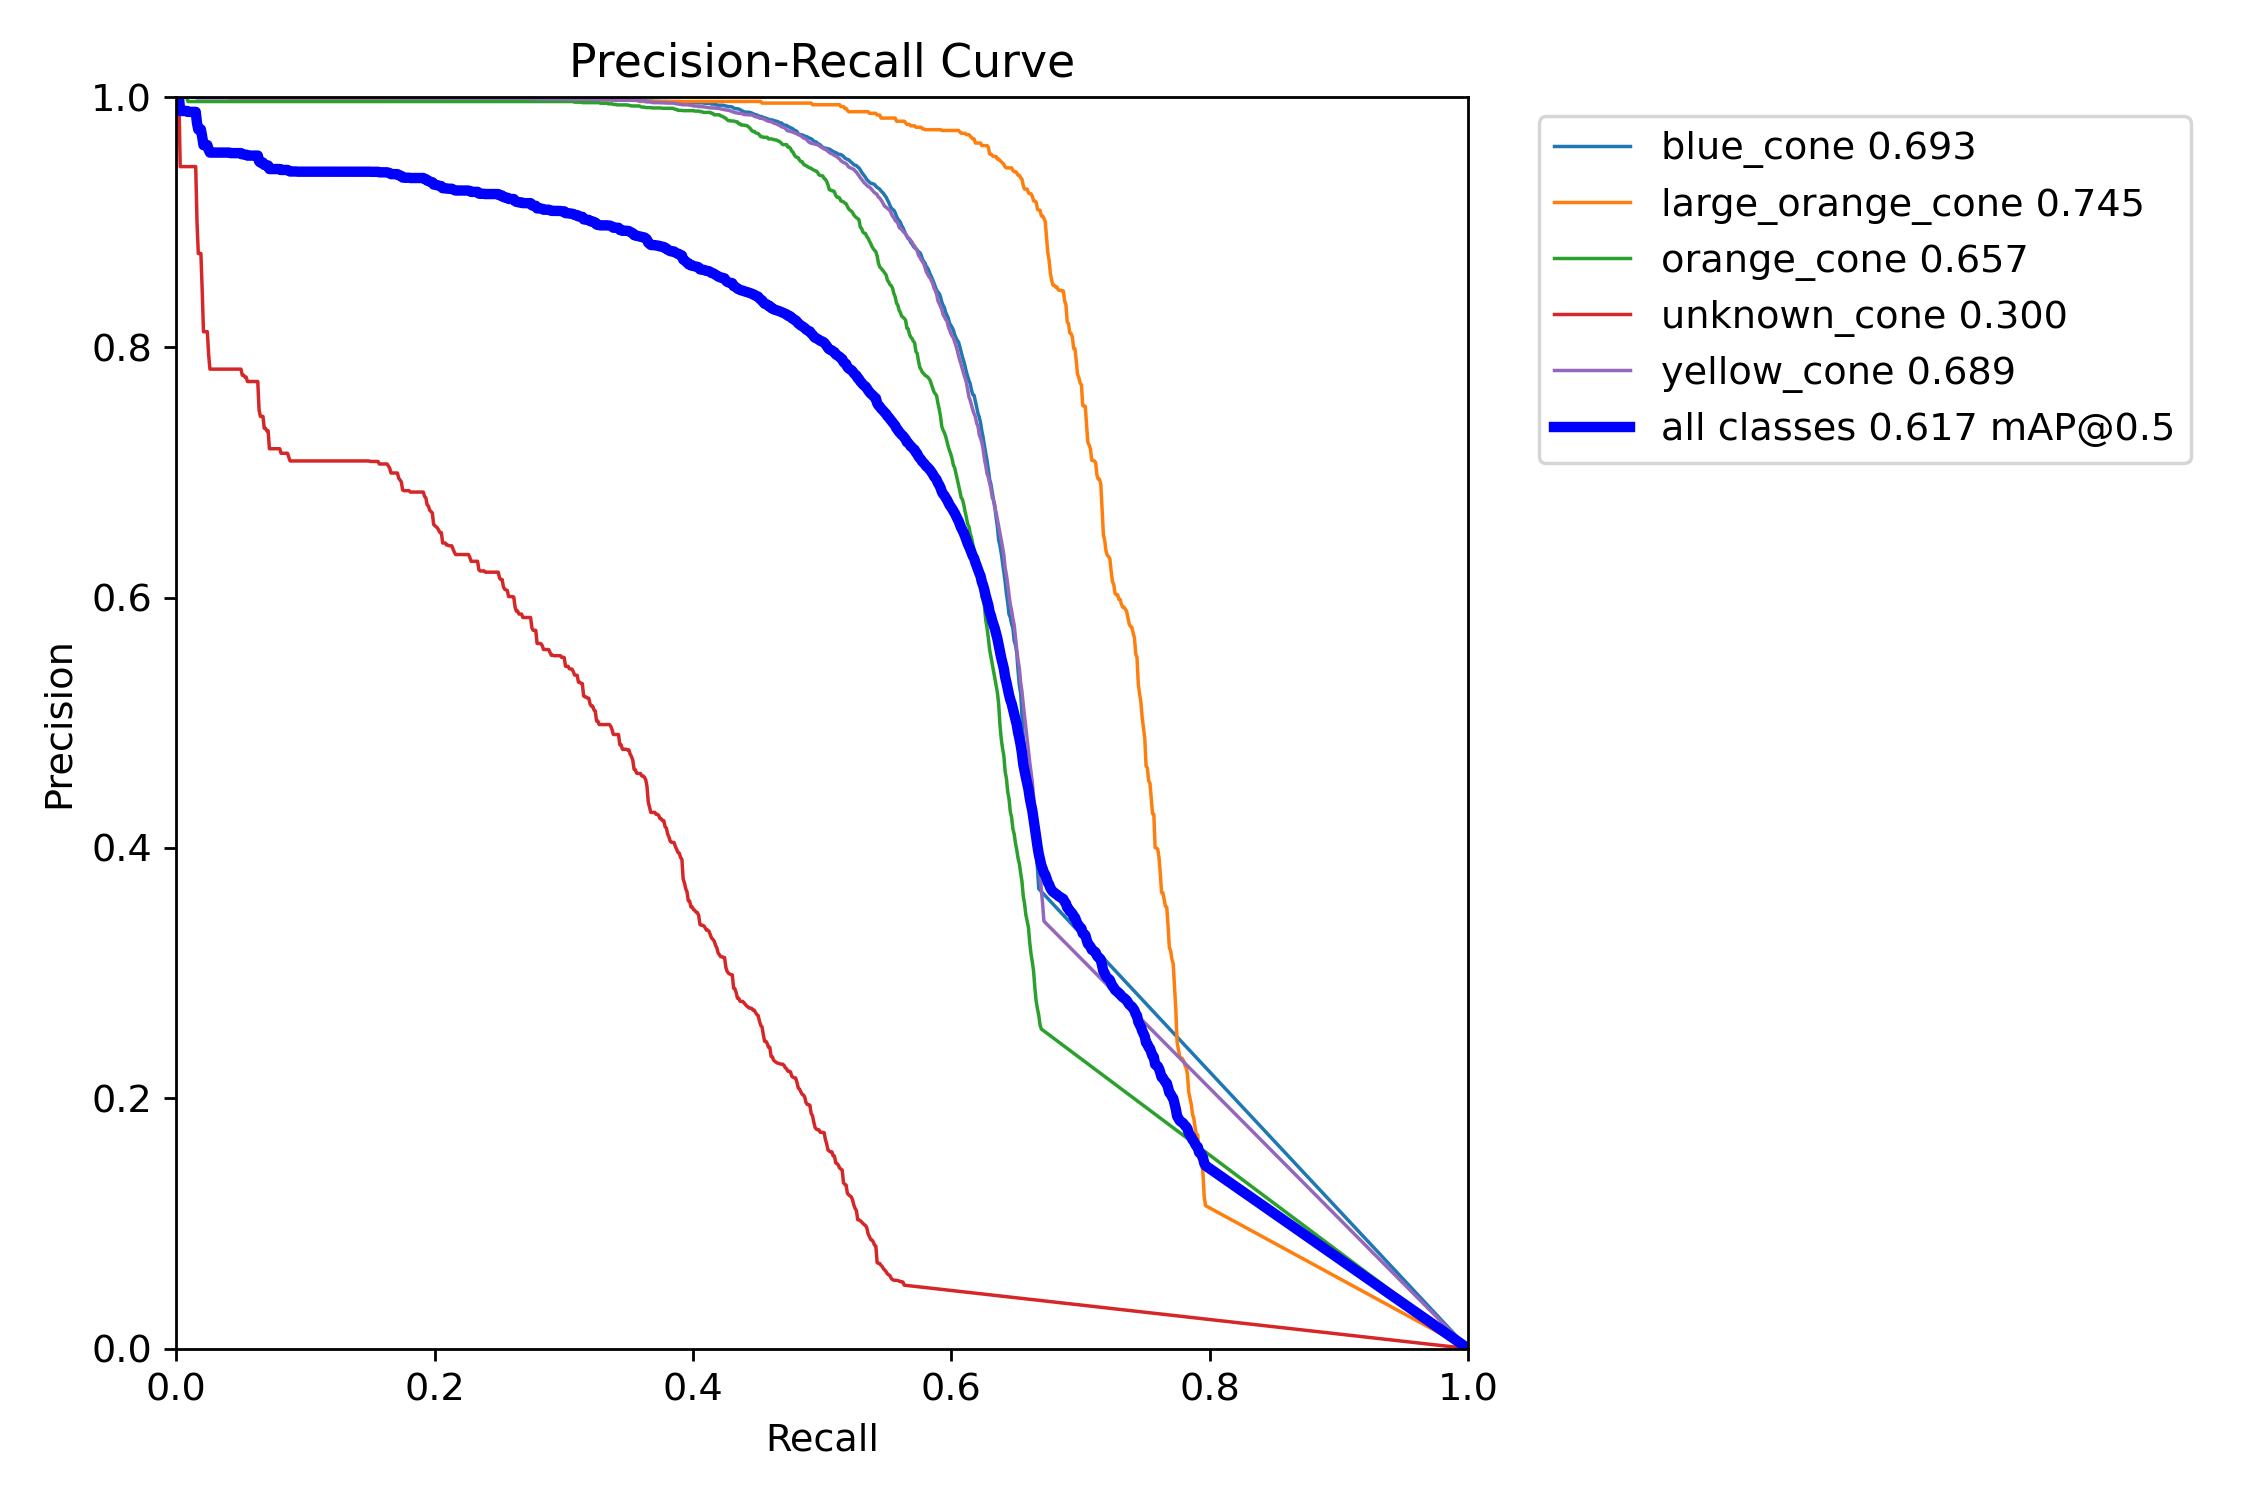 Precision-Recall Curve
1.0
0.8
0.6
0.4
0.2
0.0
Precision
0.0 0.2 0.4 0.6 0.8 1.0
Recall
blue_cone 0.693
large_orange_cone 0.745
orange_cone 0.657
unknown_cone 0.300
yellow_cone 0.689
all classes 0.617 mAP@0.5